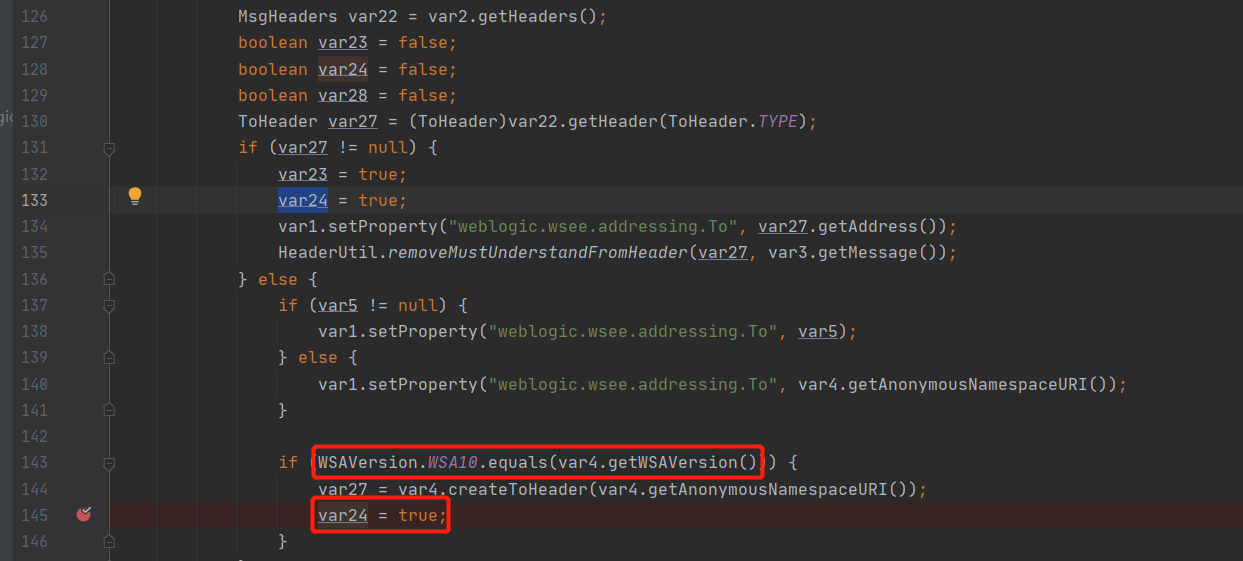 126 MsgHeaders var22 = var2.getHeaders();
127 boolean var23 = false;
128 boolean var24 = false;
129 boolean var28 = false;
130 ToHeader var27 = (ToHeader)var22.getHeader(ToHeader.TYPE);
131 if (var27 != null) {
132 var23 = true;
133 var24 = true;
134 var1.setProperty("weblogic.wsee.addressing.To", var27.getAddress());
135 HeaderUtil.removeMustUnderstandFromHeader(var27, var3.getMessage());
136 } else {
137 if (var5 != null) {
138 var1.setProperty("weblogic.wsee.addressing.To", var5);
139 } else {
140 var1.setProperty("weblogic.wsee.addressing.To", var4.getAnonymousNamespaceURI());
141 }
142
143 if (WSAVersion.WSA10.equals(var4.getWSAVersion())) {
144 var27 = var4.createToHeader(var4.getAnonymousNamespaceURI());
145 var24 = true;
146 }